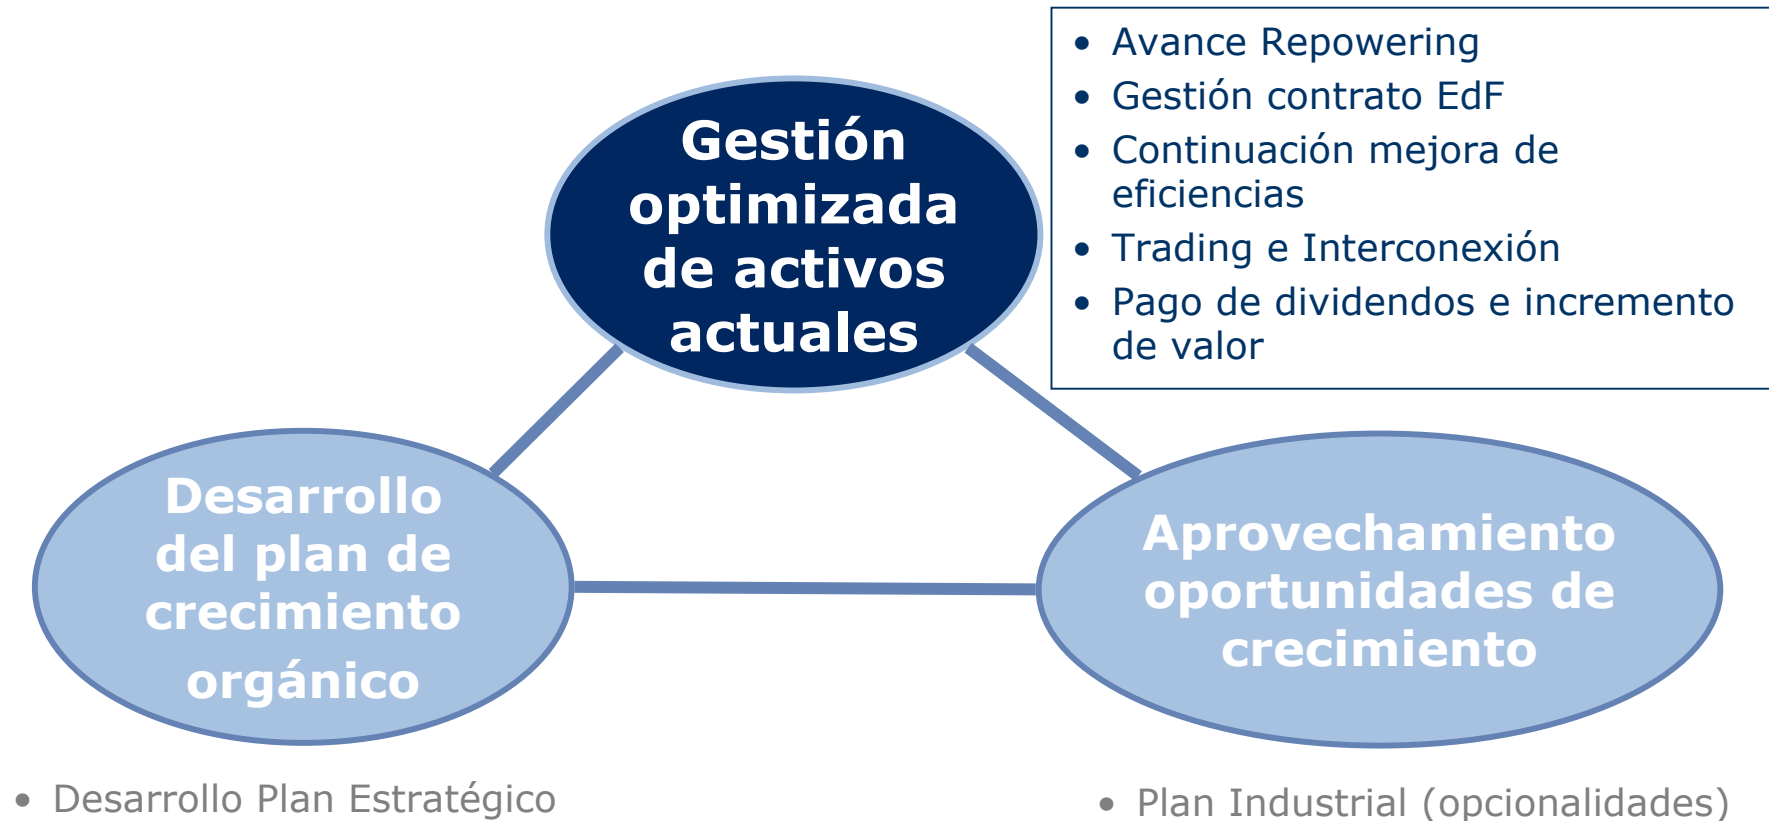 Gestión
optimizada
de activos
actuales
• Avance Repowering
• Gestión contrato EdF
• Continuación mejora de
eficiencias
• Trading e Interconexión
• Pago de dividendos e incremento
de valor
Desarrollo
del plan de
crecimiento
orgánico
Aprovechamiento
oportunidades de
crecimiento
• Desarrollo Plan Estratégico
• Plan Industrial (opcionalidades)